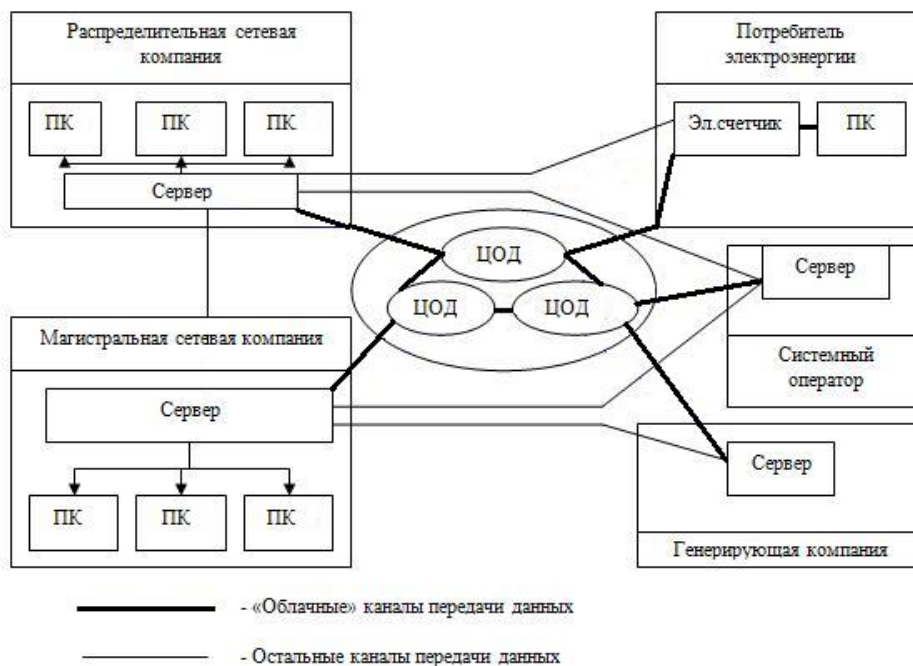 Распределительная сетевая
компания
ПК
ПК
ПК
Сервер
Потребитель
электроэнергии
Эл.счетчик
ПК
ЦОД
ЦОД
ЦОД
Сервер
Системный
оператор
Магистральная сетевая компания
Сервер
ПК
ПК
ПК
Сервер
Генерирующая компания
- «Облачные» каналы передачи данных
- Остальные каналы передачи данных